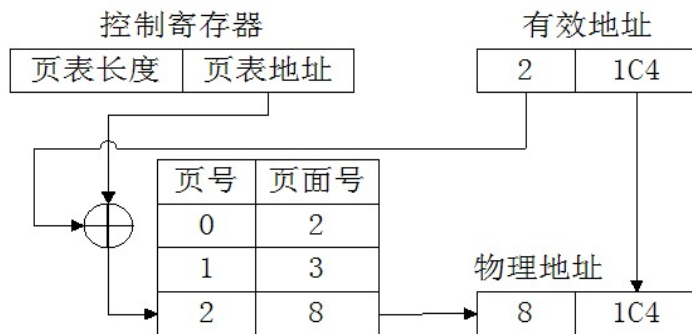 控制寄存器 有效地址
页表长度 页表地址 2 1C4
页号 页面号
0 2
1 3
物理地址
2 8 8 1C4